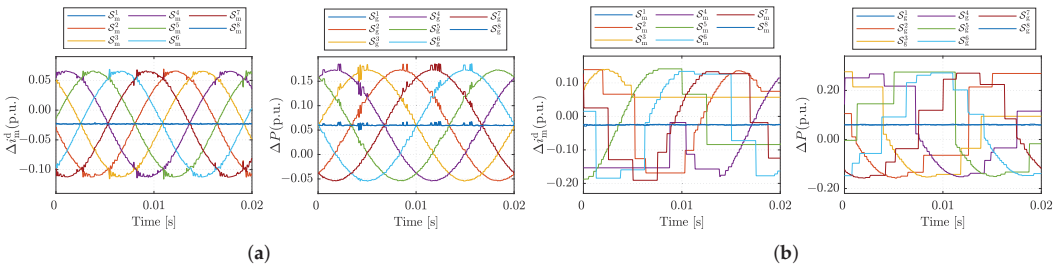 S_m^1 S_m^4 S_m^7
S_m^2 S_m^5 S_m^8
S_m^3 S_m^6
Δi_m^d(p.u.)
0.05
0.00
−0.05
−0.10
0 0.01 0.02
Time [s]
S_g^1 S_g^4 S_g^7
S_g^2 S_g^5 S_g^8
S_g^3 S_g^6
ΔP(p.u.)
0.15
0.10
0.05
0.00
−0.05
0 0.01 0.02
Time [s]
(a)
S_m^1 S_m^4 S_m^7
S_m^2 S_m^5 S_m^8
S_m^3 S_m^6
Δi_m^d(p.u.)
0.10
0.00
−0.10
−0.20
0 0.01 0.02
Time [s]
S_g^1 S_g^4 S_g^7
S_g^2 S_g^5 S_g^8
S_g^3 S_g^6
ΔP(p.u.)
0.20
0.00
−0.20
0 0.01 0.02
Time [s]
(b)